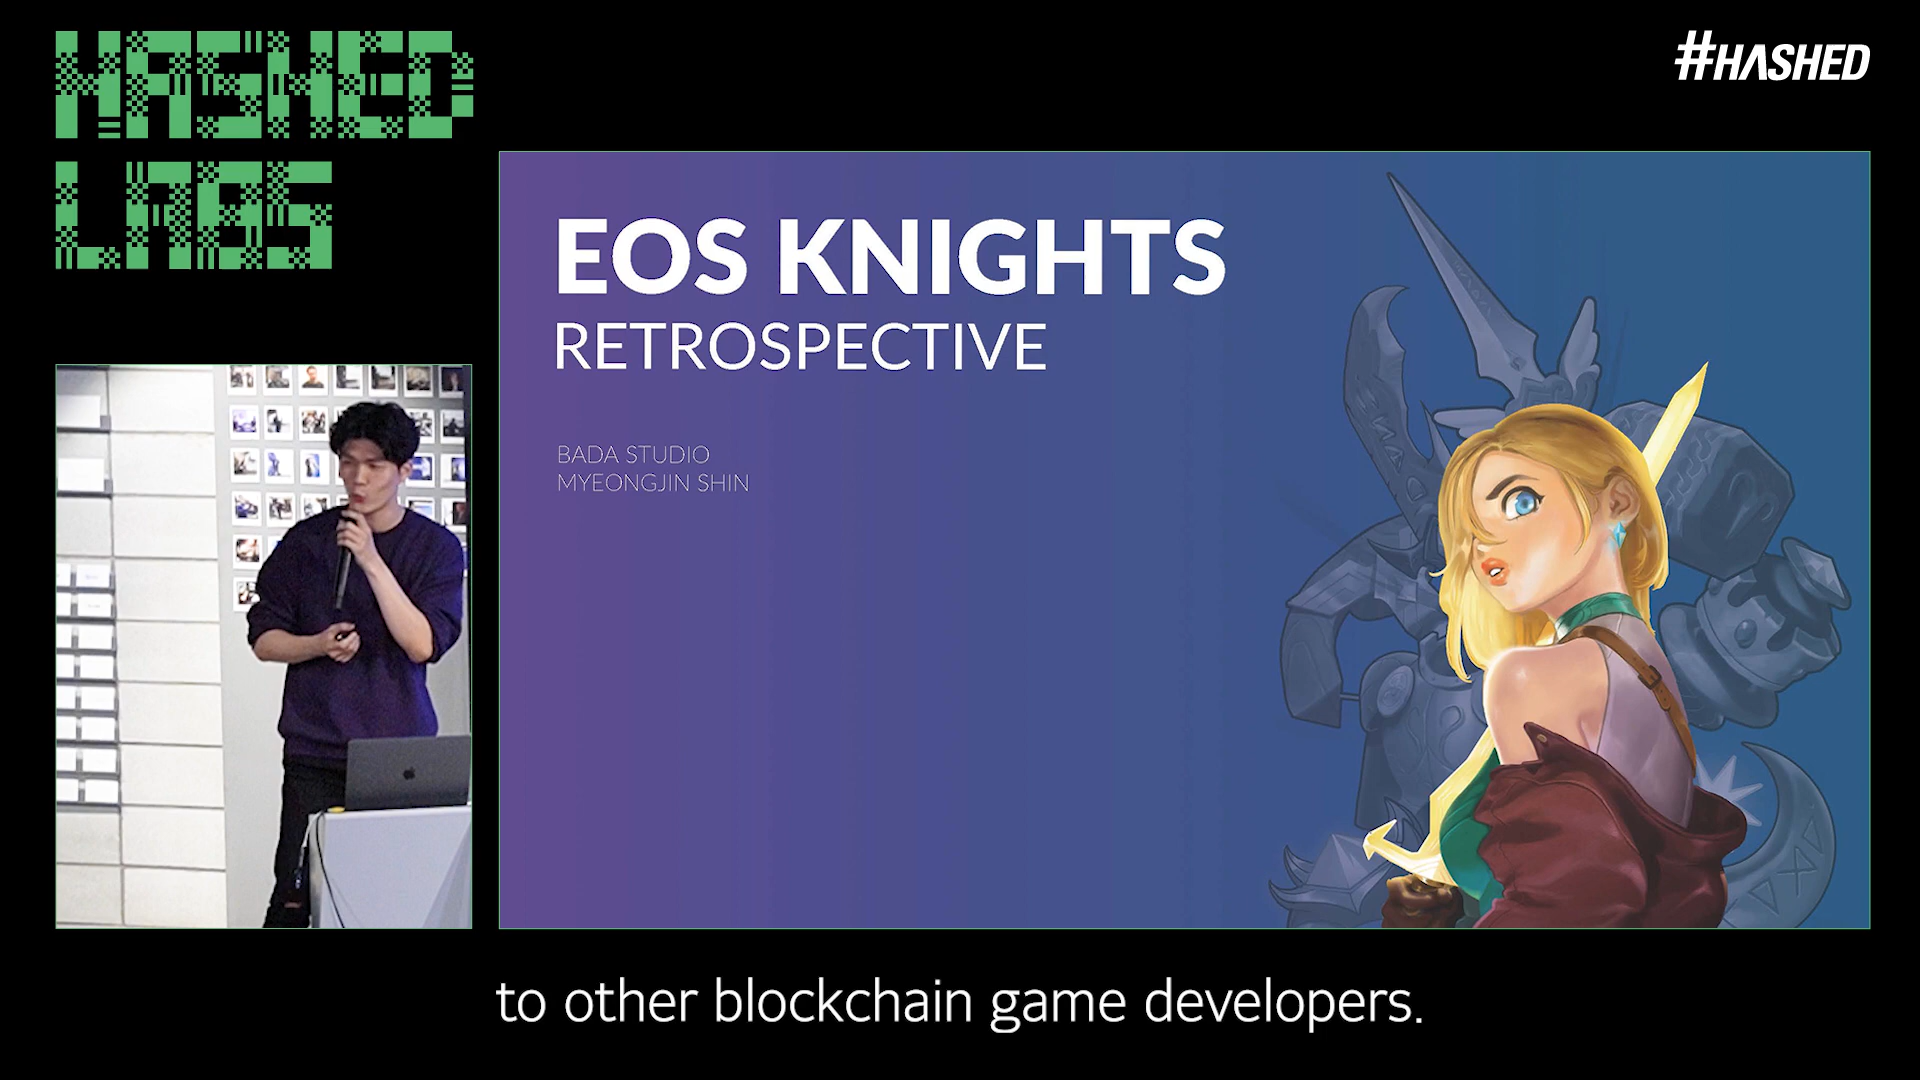 HASHED
LABS
#HASHED
EOS KNIGHTS
RETROSPECTIVE
BADA STUDIO
MYEONGJIN SHIN
to other blockchain game developers.